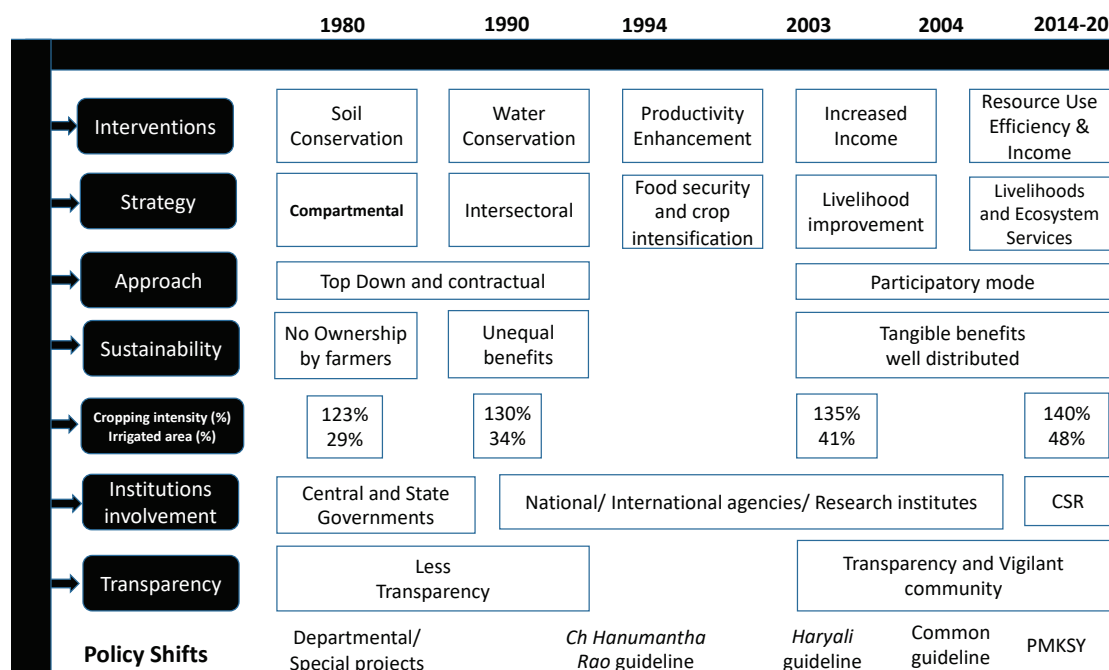 1980 1990 1994 2003 2004 2014-20
Interventions
Soil
Conservation
Water
Conservation
Productivity
Enhancement
Increased
Income
Resource Use
Efficiency &
Income
Strategy
Compartmental
Intersectoral
Food security
and crop
intensification
Livelihood
improvement
Livelihoods
and Ecosystem
Services
Approach
Top Down and contractual
Participatory mode
Sustainability
No Ownership
by farmers
Unequal
benefits
Tangible benefits
well distributed
Cropping intensity (%)
Irrigated area (%)
123%
29%
130%
34%
135%
41%
140%
48%
Institutions
involvement
Central and State
Governments
National/ International agencies/ Research institutes
CSR
Transparency
Less
Transparency
Transparency and Vigilant
community
Policy Shifts
Departmental/
Special projects
Ch Hanumantha
Rao guideline
Haryali
guideline
Common
guideline
PMKSY